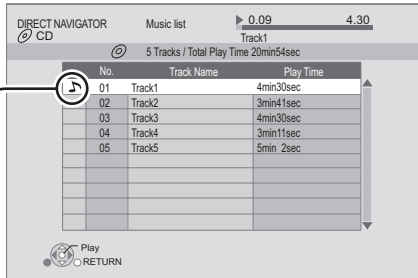 DIRECT NAVIGATOR Music list 0.09 4.30
CD Track1
5 Tracks / Total Play Time 20min54sec
No. Track Name Play Time
01 Track1 4min30sec
02 Track2 3min41sec
03 Track3 4min30sec
04 Track4 3min11sec
05 Track5 5min 2sec
Play
RETURN